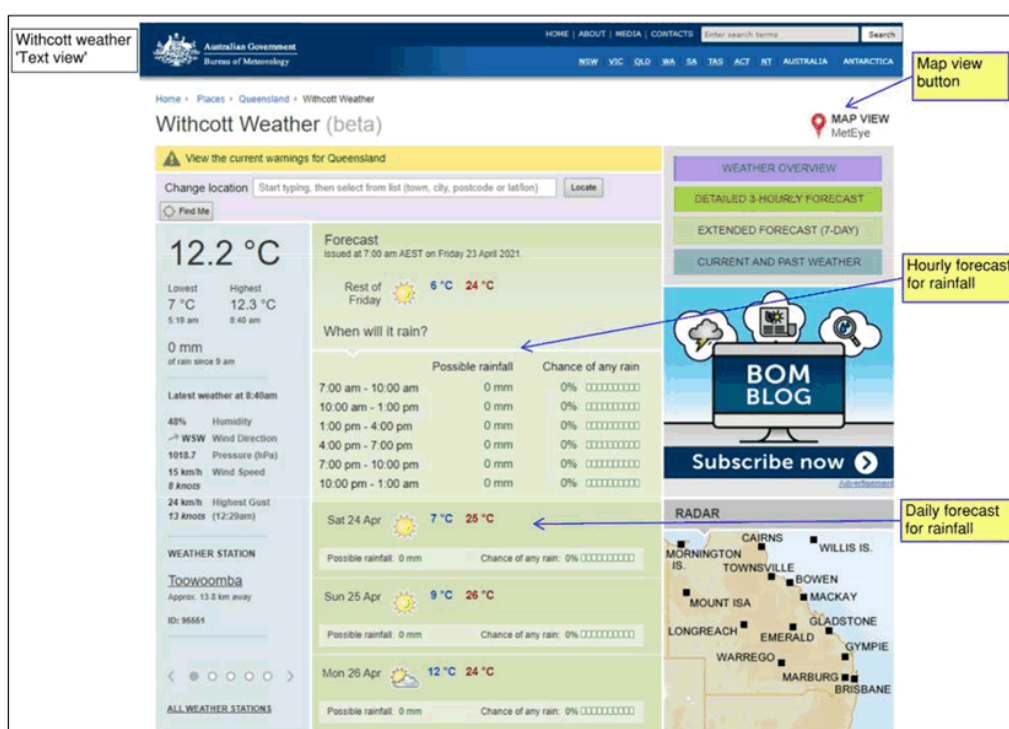 Withcott weather
'Text view'
Australian Government
Bureau of Meteorology
HOME | ABOUT | MEDIA | CONTACTS
Enter search terms
Search
NSW VIC QLD WA SA TAS ACT NT AUSTRALIA ANTARCTICA
Map view
button
Home Places Queensland Withcott Weather
Withcott Weather (beta)
MAP VIEW
MetEye
View the current warnings for Queensland
Change location
Start typing, then select from list (town, city, postcode or lat/lon)
Locate
Find Me
WEATHER OVERVIEW
DETAILED 3-HOURLY FORECAST
EXTENDED FORECAST (7-DAY)
CURRENT AND PAST WEATHER
Hourly forecast
for rainfall
12.2 °C
Lowest Highest
7 °C 12.3 °C
5:19 am 8:40 am
0 mm
of rain since 9 am
Latest weather at 8:40am
48% Humidity
WSW Wind Direction
1018.7 Pressure (hPa)
15 km/h Wind Speed
8 knots
24 km/h Highest Gust
13 knots (12:29am)
WEATHER STATION
Toowoomba
Approx. 13.8 km away
ID: 95551
ALL WEATHER STATIONS
Forecast
issued at 7:00 am AEST on Friday 23 April 2021.
Rest of
Friday
6 °C 24 °C
When will it rain?
Possible rainfall Chance of any rain
7:00 am - 10:00 am 0 mm 0%
10:00 am - 1:00 pm 0 mm 0%
1:00 pm - 4:00 pm 0 mm 0%
4:00 pm - 7:00 pm 0 mm 0%
7:00 pm - 10:00 pm 0 mm 0%
10:00 pm - 1:00 am 0 mm 0%
Sat 24 Apr 7 °C 25 °C
Possible rainfall: 0 mm Chance of any rain: 0%
Sun 25 Apr 9 °C 26 °C
Possible rainfall: 0 mm Chance of any rain: 0%
Mon 26 Apr 12 °C 24 °C
Possible rainfall: 0 mm Chance of any rain: 0%
BOM
BLOG
Subscribe now
Advertisement
Daily forecast
for rainfall
RADAR
CAIRNS
WILLIS IS.
MORNINGTON
IS.
TOWNSVILLE
BOWEN
MACKAY
MOUNT ISA
GLADSTONE
LONGREACH
EMERALD
GYMPIE
WARREGO
MARBURG
BRISBANE